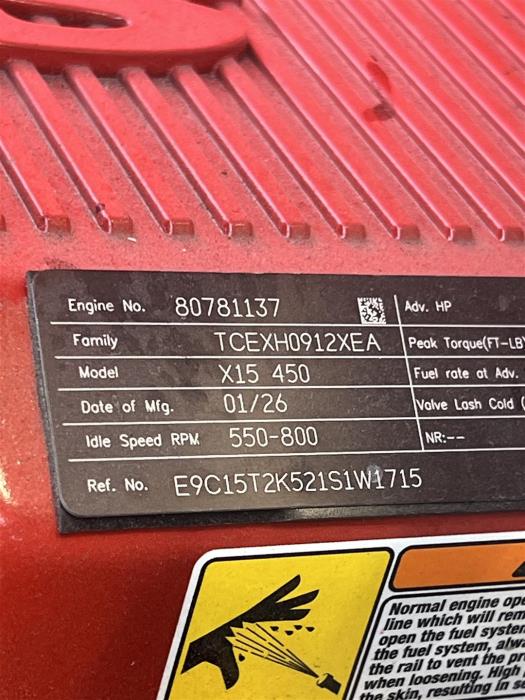 S
Engine No. 80781137 Adv. HP
Family TCEXH0912XEA Peak Torque(FT-LB
Model X15 450 Fuel rate at Adv.
Date of Mfg. 01/26 Valve Lash Cold (
Idle Speed RPM 550-800 NR:--
Ref. No. E9C15T2K521S1W1715
Normal engine ope
line which will rem
open the fuel system
the fuel system, alwa
the rail to vent the pr
when loosening. High
the skin, resulting in s